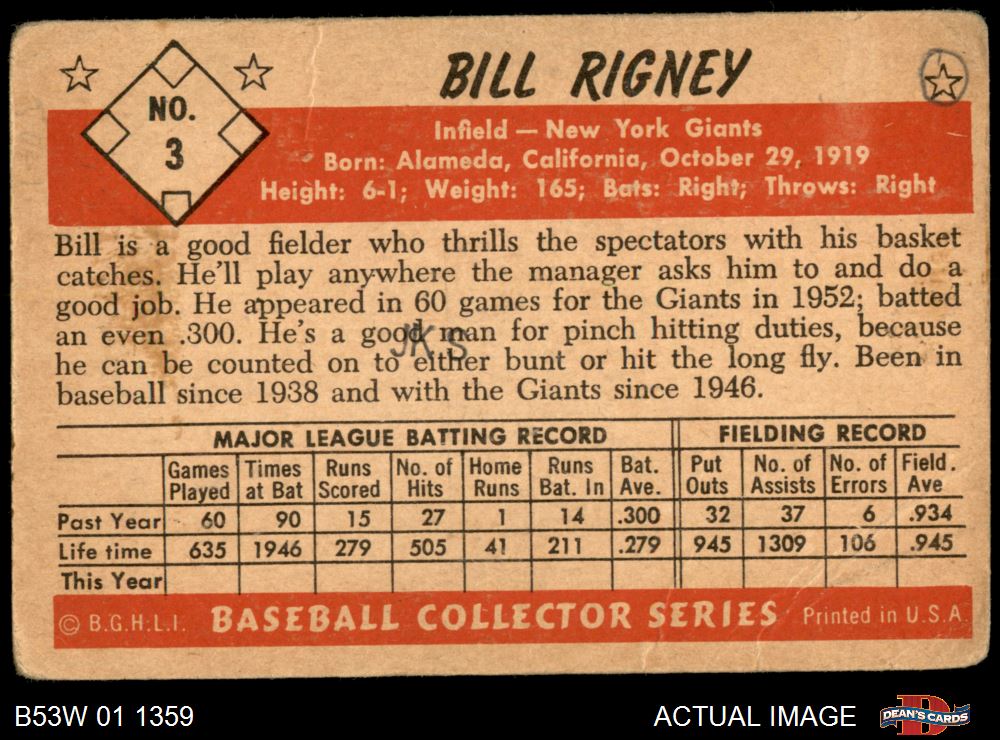 NO.
3
BILL RIGNEY
Infield — New York Giants
Born: Alameda, California, October 29, 1919
Height: 6-1; Weight: 165; Bats: Right; Throws: Right
Bill is a good fielder who thrills the spectators with his basket
catches. He'll play anywhere the manager asks him to and do a
good job. He appeared in 60 games for the Giants in 1952; batted
an even .300. He's a good man for pinch hitting duties, because
JKS
he can be counted on to either bunt or hit the long fly. Been in
baseball since 1938 and with the Giants since 1946.
MAJOR LEAGUE BATTING RECORD FIELDING RECORD
Games Times Runs No. of Home Runs Bat. Put No. of No. of Field.
Played at Bat Scored Hits Runs Bat. In Ave. Outs Assists Errors Ave
Past Year 60 90 15 27 1 14 .300 32 37 6 .934
Life time 635 1946 279 505 41 211 .279 945 1309 106 .945
This Year
© B.G.H.L.I. BASEBALL COLLECTOR SERIES Printed in U.S.A.
B53W 01 1359 ACTUAL IMAGE D DEAN'S CARDS